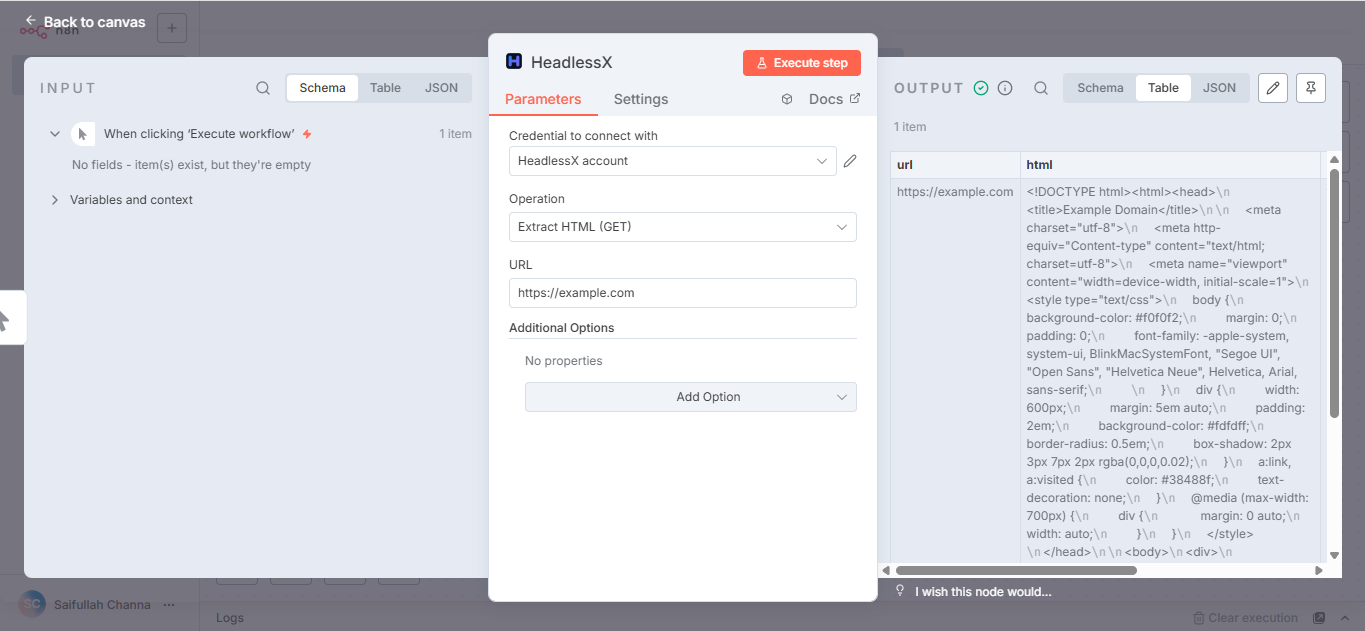 Back to canvas
n8n
INPUT
Schema
Table
JSON
When clicking ‘Execute workflow’
1 item
No fields - item(s) exist, but they're empty
Variables and context
HeadlessX
Execute step
Parameters
Settings
Docs
Credential to connect with
HeadlessX account
Operation
Extract HTML (GET)
URL
https://example.com
Additional Options
No properties
Add Option
OUTPUT
Schema
Table
JSON
1 item
url
html
https://example.com
<!DOCTYPE html><html><head>\n
<title>Example Domain</title>\n\n <meta
charset="utf-8">\n <meta http-
equiv="Content-type" content="text/html;
charset=utf-8">\n <meta name="viewport"
content="width=device-width, initial-scale=1">\n
<style type="text/css">\n body {\n
background-color: #f0f0f2;\n margin: 0;\n
padding: 0;\n font-family: -apple-system,
system-ui, BlinkMacSystemFont, "Segoe UI",
"Open Sans", "Helvetica Neue", Helvetica, Arial,
sans-serif;\n \n }\n div {\n width:
600px;\n margin: 5em auto;\n padding:
2em;\n background-color: #fdfdff;\n
border-radius: 0.5em;\n box-shadow: 2px
3px 7px 2px rgba(0,0,0,0.02);\n }\n a:link,
a:visited {\n color: #38488f;\n text-
decoration: none;\n }\n @media (max-width:
700px) {\n div {\n margin: 0 auto;\n
width: auto;\n }\n }\n </style>
\n</head>\n\n<body>\n<div>\n
I wish this node would...
SC
Saifullah Channa
Logs
Clear execution